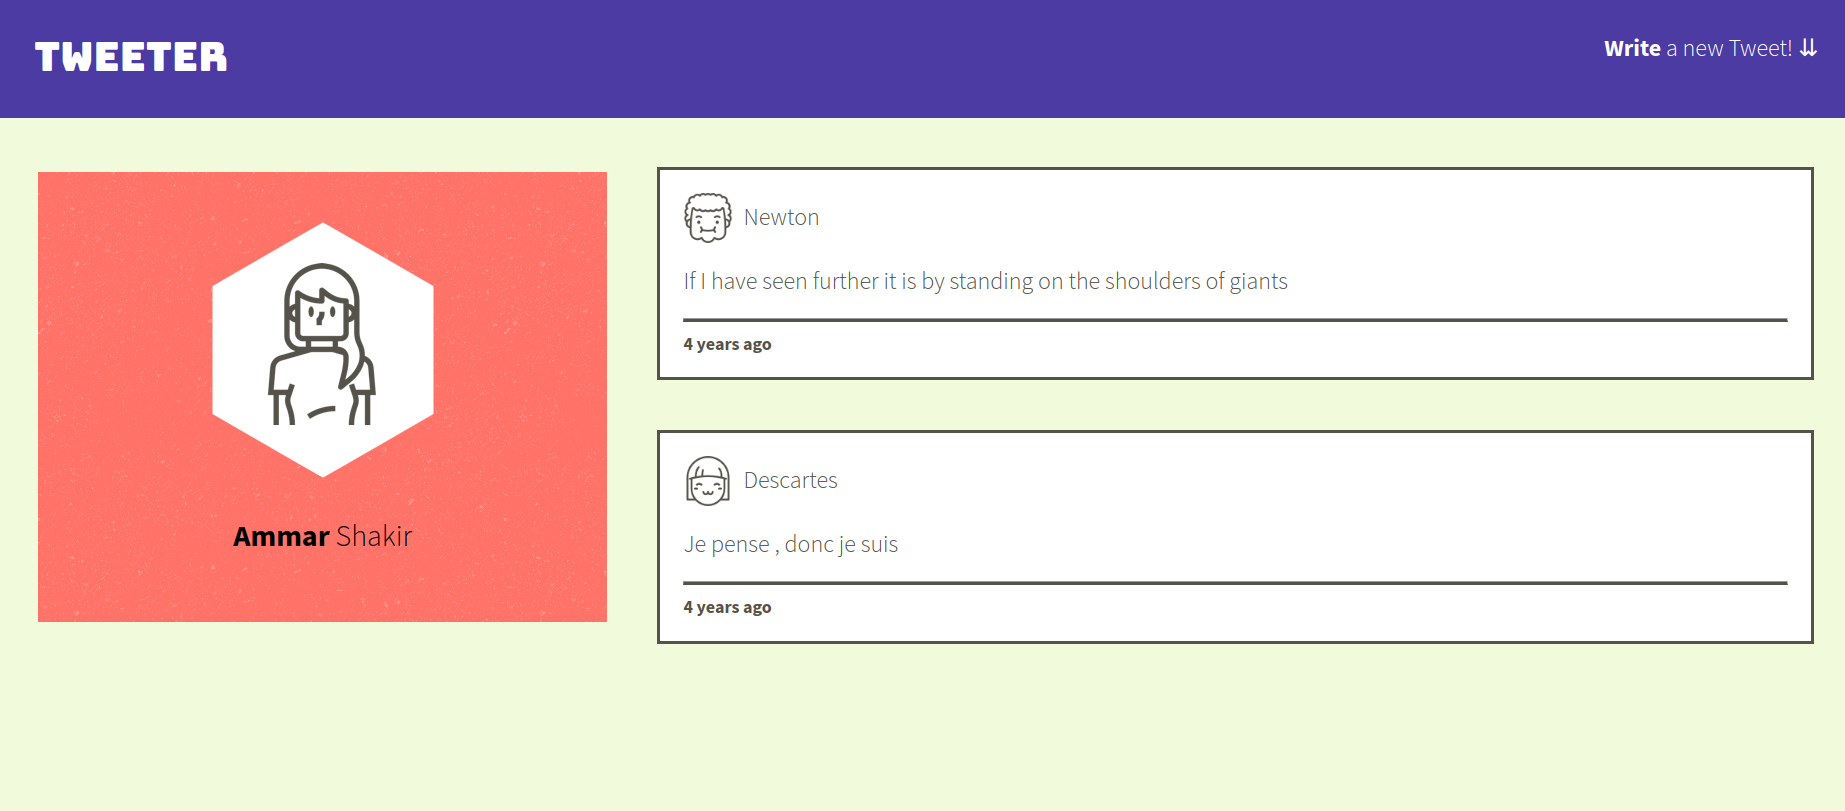 TWEETER
Write a new Tweet! ⇊
Ammar Shakir
Newton
If I have seen further it is by standing on the shoulders of giants
4 years ago
Descartes
Je pense , donc je suis
4 years ago